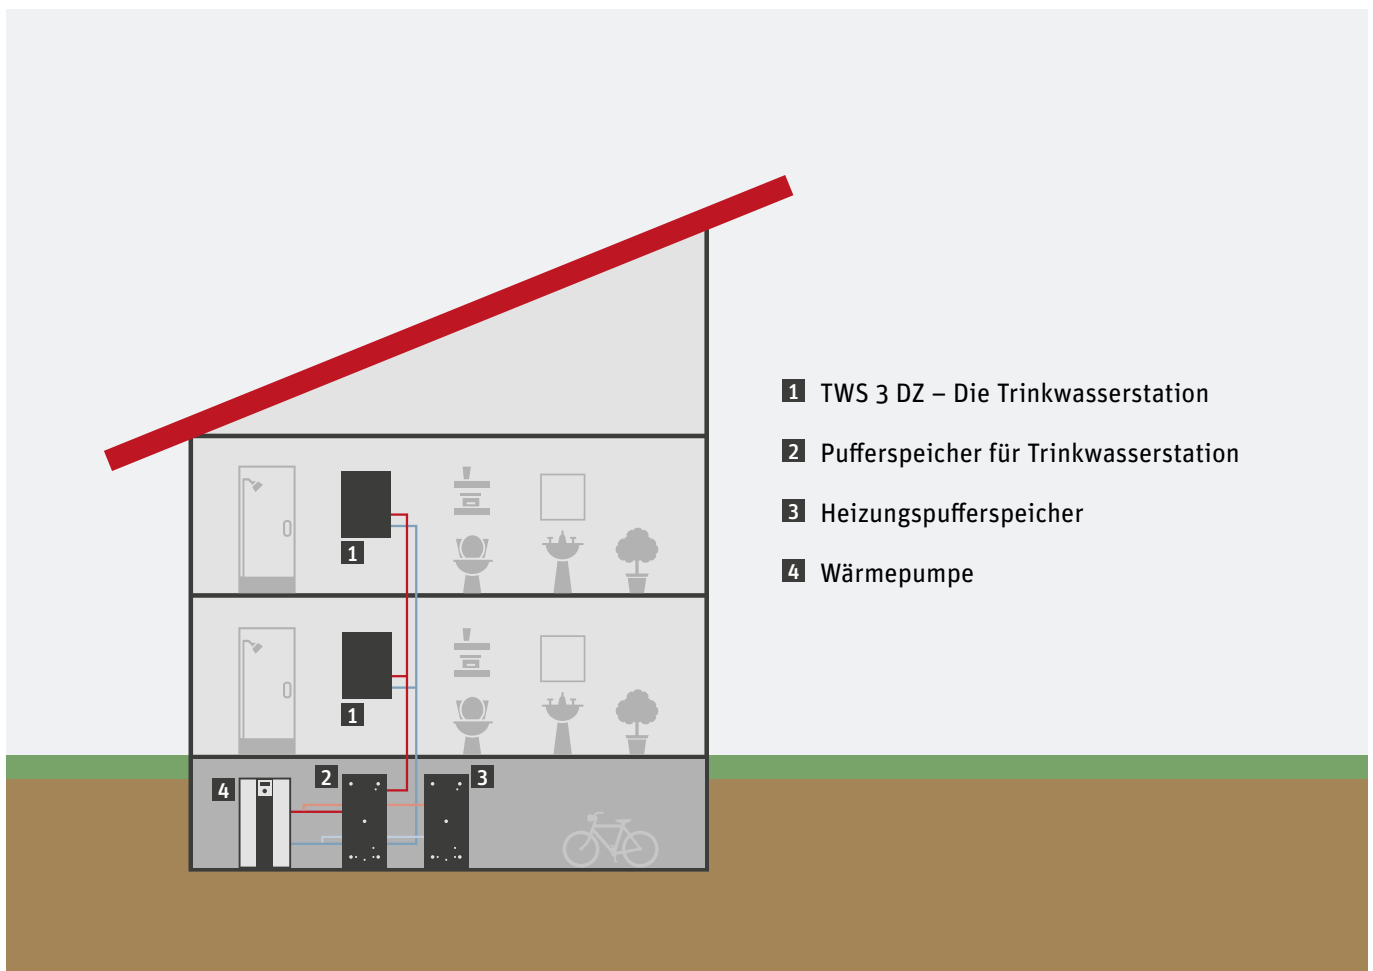 1 TWS 3 DZ – Die Trinkwasserstation
2 Pufferspeicher für Trinkwasserstation
3 Heizungspufferspeicher
4 Wärmepumpe
1
1
2
3
4